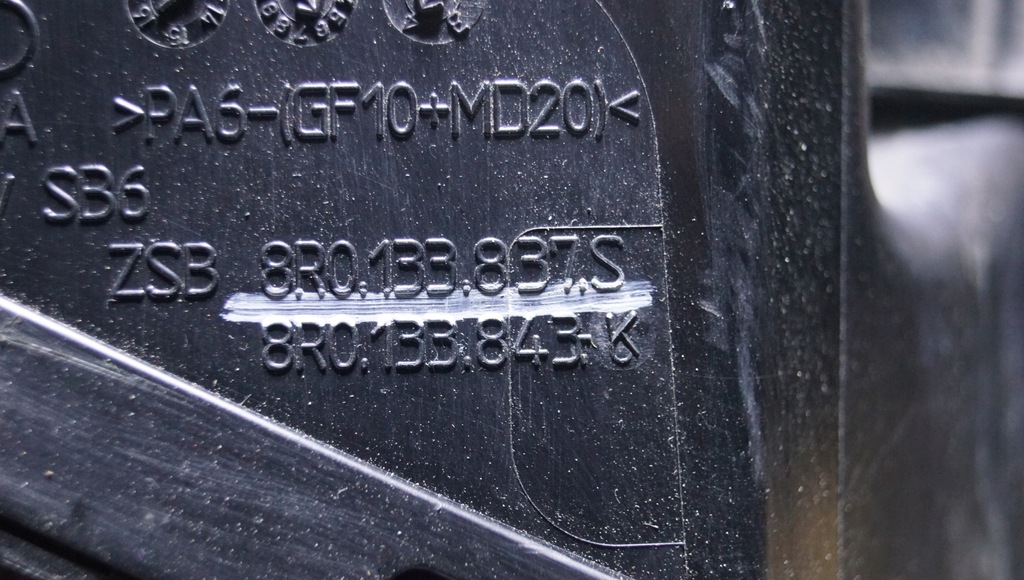 >PA6-(GF10+MD20)<
SB6
ZSB 8R0.133.837.S
8R0.133.843.K